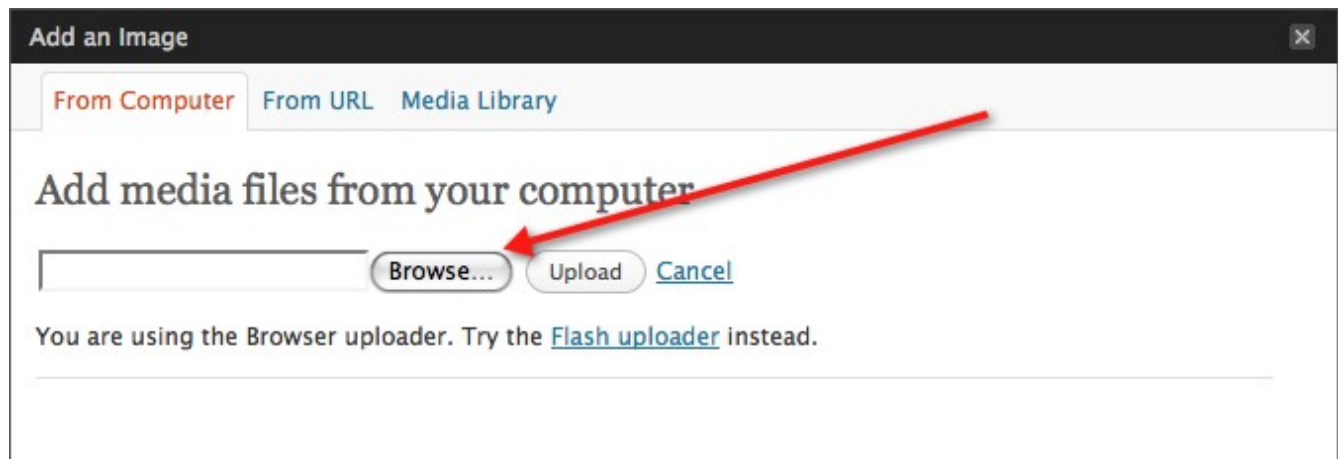 Add an Image
From Computer From URL Media Library
Add media files from your computer
Browse... Upload Cancel
You are using the Browser uploader. Try the Flash uploader instead.